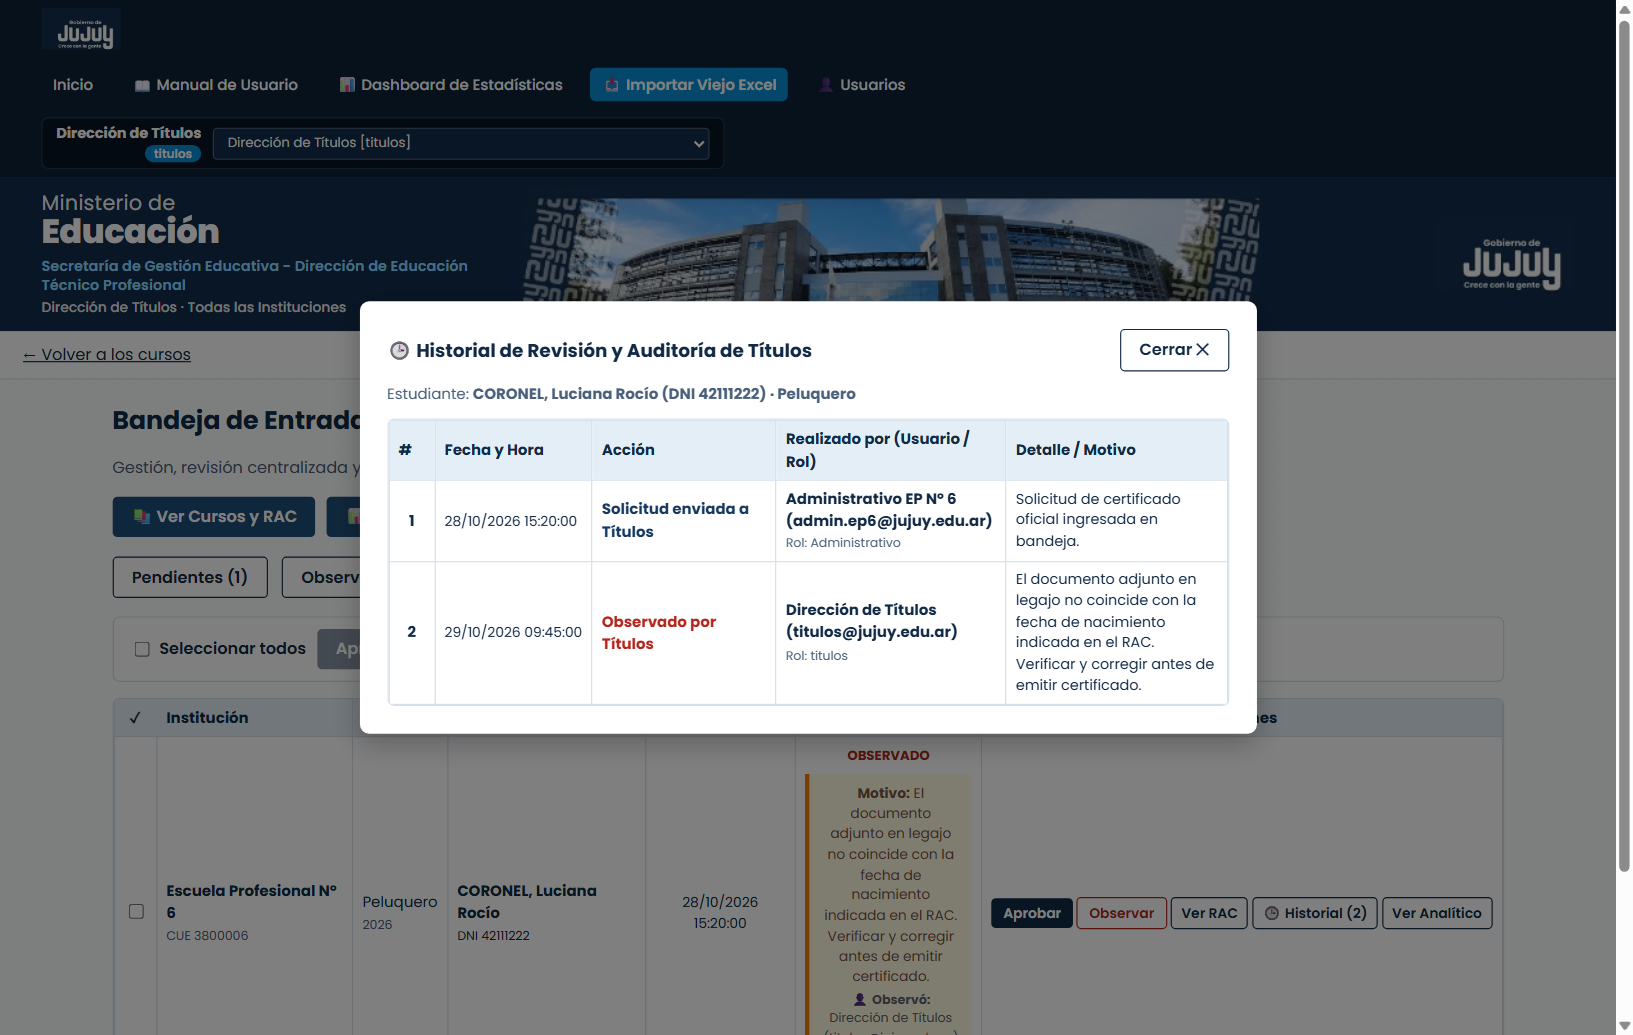 Gobierno de
JUJUY
Crece con la gente
Inicio
Manual de Usuario
Dashboard de Estadísticas
Importar Viejo Excel
Usuarios
Dirección de Títulos
titulos
Dirección de Títulos [titulos]
Ministerio de
Educación
Secretaría de Gestión Educativa - Dirección de Educación
Técnico Profesional
Dirección de Títulos · Todas las Instituciones
Gobierno de
JUJUY
Crece con la gente
← Volver a los cursos
Historial de Revisión y Auditoría de Títulos
Cerrar ✕
Estudiante: CORONEL, Luciana Rocío (DNI 42111222) · Peluquero
# Fecha y Hora Acción Realizado por (Usuario /
Rol) Detalle / Motivo
1 28/10/2026 15:20:00
Solicitud enviada a
Títulos
Administrativo EP Nº 6
(admin.ep6@jujuy.edu.ar)
Rol: Administrativo
Solicitud de certificado
oficial ingresada en
bandeja.
2 29/10/2026 09:45:00
Observado por
Títulos
Dirección de Títulos
(titulos@jujuy.edu.ar)
Rol: titulos
El documento adjunto en
legajo no coincide con la
fecha de nacimiento
indicada en el RAC.
Verificar y corregir antes de
emitir certificado.
Bandeja de Entrad
Gestión, revisión centralizada y
Ver Cursos y RAC
Pendientes (1)
Observ
Seleccionar todos
Ap
✓ Institución
es
Escuela Profesional Nº
6
CUE 3800006
Peluquero
2026
CORONEL, Luciana
Rocío
DNI 42111222
28/10/2026
15:20:00
OBSERVADO
Motivo: El
documento
adjunto en legajo
no coincide con la
fecha de
nacimiento
indicada en el RAC.
Verificar y corregir
antes de emitir
certificado.
Observó:
Dirección de Títulos
Aprobar
Observar
Ver RAC
Historial (2)
Ver Analítico